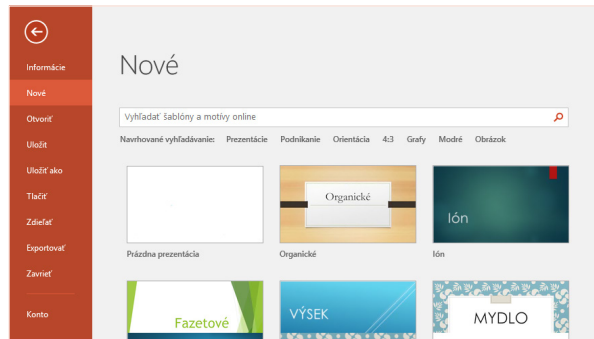 Informácie
Nové
Otvoriť
Uložiť
Uložiť ako
Tlačiť
Zdieľať
Exportovať
Zavrieť
Konto
Nové
Vyhľadať šablóny a motívy online
Navrhované vyhľadávanie: Prezentácie Podnikanie Orientácia 4:3 Grafy Modré Obrázok
Organické
Ión
Prázdna prezentácia Organické Ión
Fazetové
VÝSEK
MYDLO